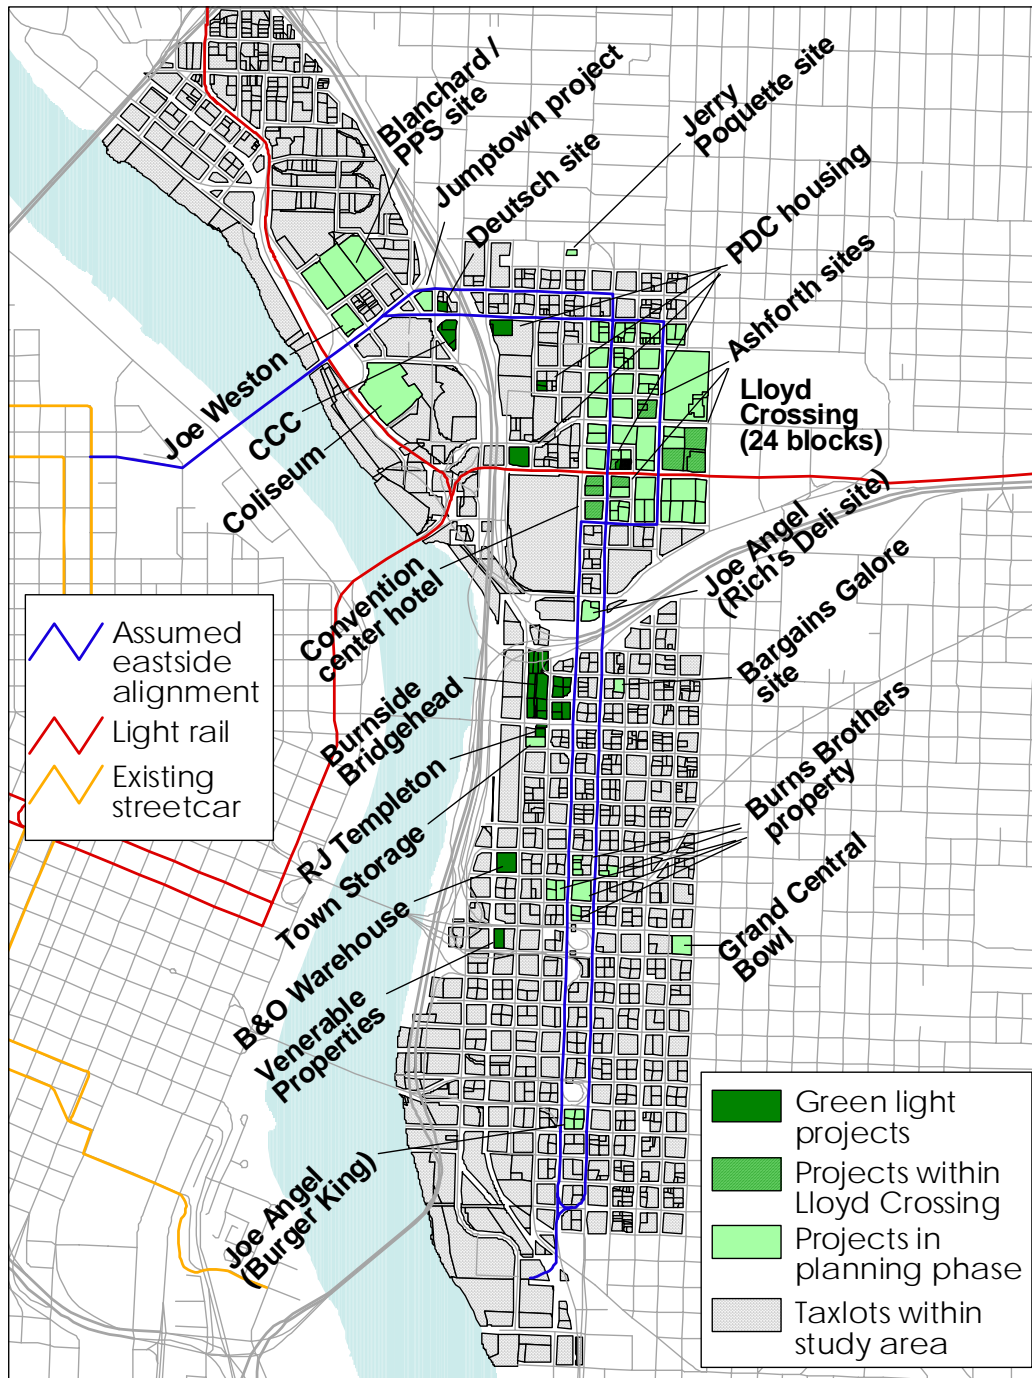 Blanchard /
PPS site
Jumptown project
Deutsch site
Jerry
Poquette site
PDC housing
Ashforth sites
Lloyd
Crossing
(24 blocks)
Joe Weston
CCC
Coliseum
Convention
center hotel
Joe Angel
(Rich's Deli site)
Bargains Galore
site
Burnside
Bridgehead
Burns Brothers
property
RJ Templeton
Town Storage
B&O Warehouse
Venerable
Properties
Grand Central
Bowl
Joe Angel
(Burger King)
Assumed
eastside
alignment
Light rail
Existing
streetcar
Green light
projects
Projects within
Lloyd Crossing
Projects in
planning phase
Taxlots within
study area